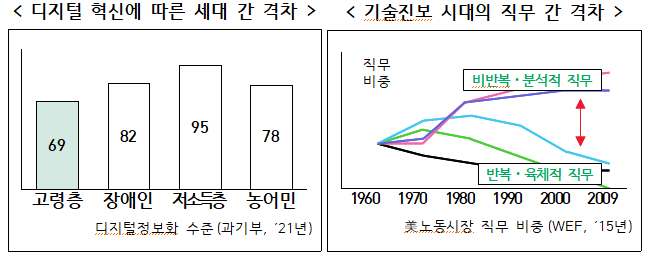 < 디지털 혁신에 따른 세대 간 격차 >
69
82
95
78
고령층 장애인 저소득층 농어민
디지털정보화 수준(과기부, ´21년)
< 기술진보 시대의 직무 간 격차 >
직무
비중
비반복·분석적 직무
반복·육체적 직무
1960 1970 1980 1990 2000 2009
美노동시장 직무 비중(WEF, ´15년)